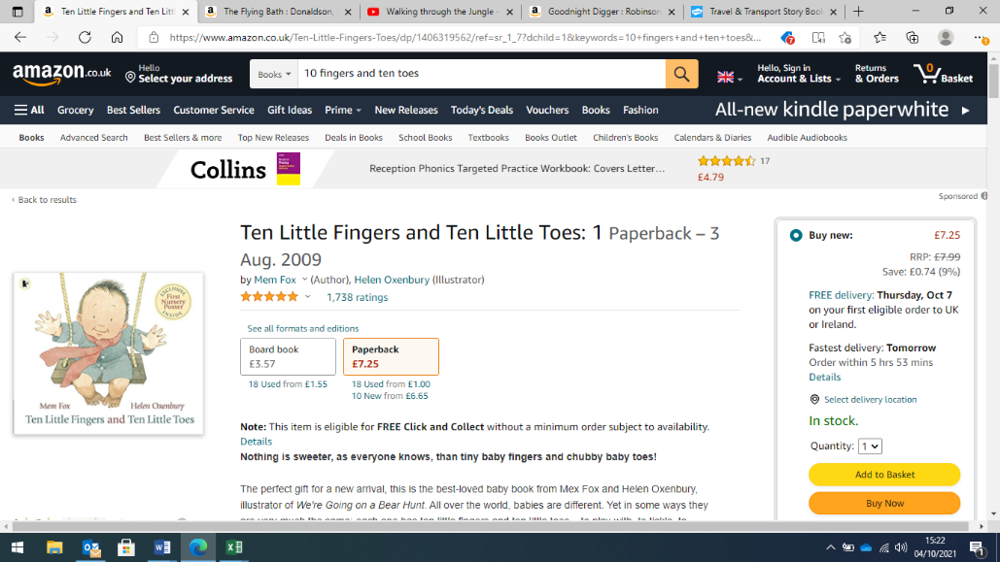 Ten Little Fingers and Ten Littl
The Flying Bath : Donaldson,
Walking through the Jungle -
Goodnight Digger : Robinson
Travel & Transport Story Book
https://www.amazon.co.uk/Ten-Little-Fingers-Toes/dp/1406319562/ref=sr_1_7?dchild=1&keywords=10+fingers+and+ten+toes&...
amazon.co.uk
Hello
Select your address
Books
10 fingers and ten toes
Hello, Sign in
Account & Lists
Returns
& Orders
0
Basket
All
Grocery
Best Sellers
Customer Service
Gift Ideas
Prime
New Releases
Today's Deals
Vouchers
Books
Fashion
All-new kindle paperwhite
Books
Advanced Search
Best Sellers & more
Top New Releases
Deals in Books
School Books
Textbooks
Books Outlet
Children's Books
Calendars & Diaries
Audible Audiobooks
Collins
Reception Phonics Targeted Practice Workbook: Covers Letter...
17
£4.79
‹ Back to results
Sponsored
Ten Little Fingers and Ten Little Toes: 1 Paperback – 3
Aug. 2009
by Mem Fox (Author), Helen Oxenbury (Illustrator)
1,738 ratings
See all formats and editions
Board book
£3.57
Paperback
£7.25
18 Used from £1.55
18 Used from £1.00
10 New from £6.65
EXCLUSIVE
First
Nursery
Poster
INSIDE
Mem Fox
Helen Oxenbury
Ten Little Fingers and Ten Little Toes
Note: This item is eligible for FREE Click and Collect without a minimum order subject to availability.
Details
Nothing is sweeter, as everyone knows, than tiny baby fingers and chubby baby toes!
The perfect gift for a new arrival, this is the best-loved baby book from Mex Fox and Helen Oxenbury,
illustrator of We're Going on a Bear Hunt. All over the world, babies are different. Yet in some ways they
Buy new:
£7.25
RRP: £7.99
Save: £0.74 (9%)
FREE delivery: Thursday, Oct 7
on your first eligible order to UK
or Ireland.
Fastest delivery: Tomorrow
Order within 5 hrs 53 mins
Details
Select delivery location
In stock.
Quantity: 1
Add to Basket
Buy Now
15:22
04/10/2021